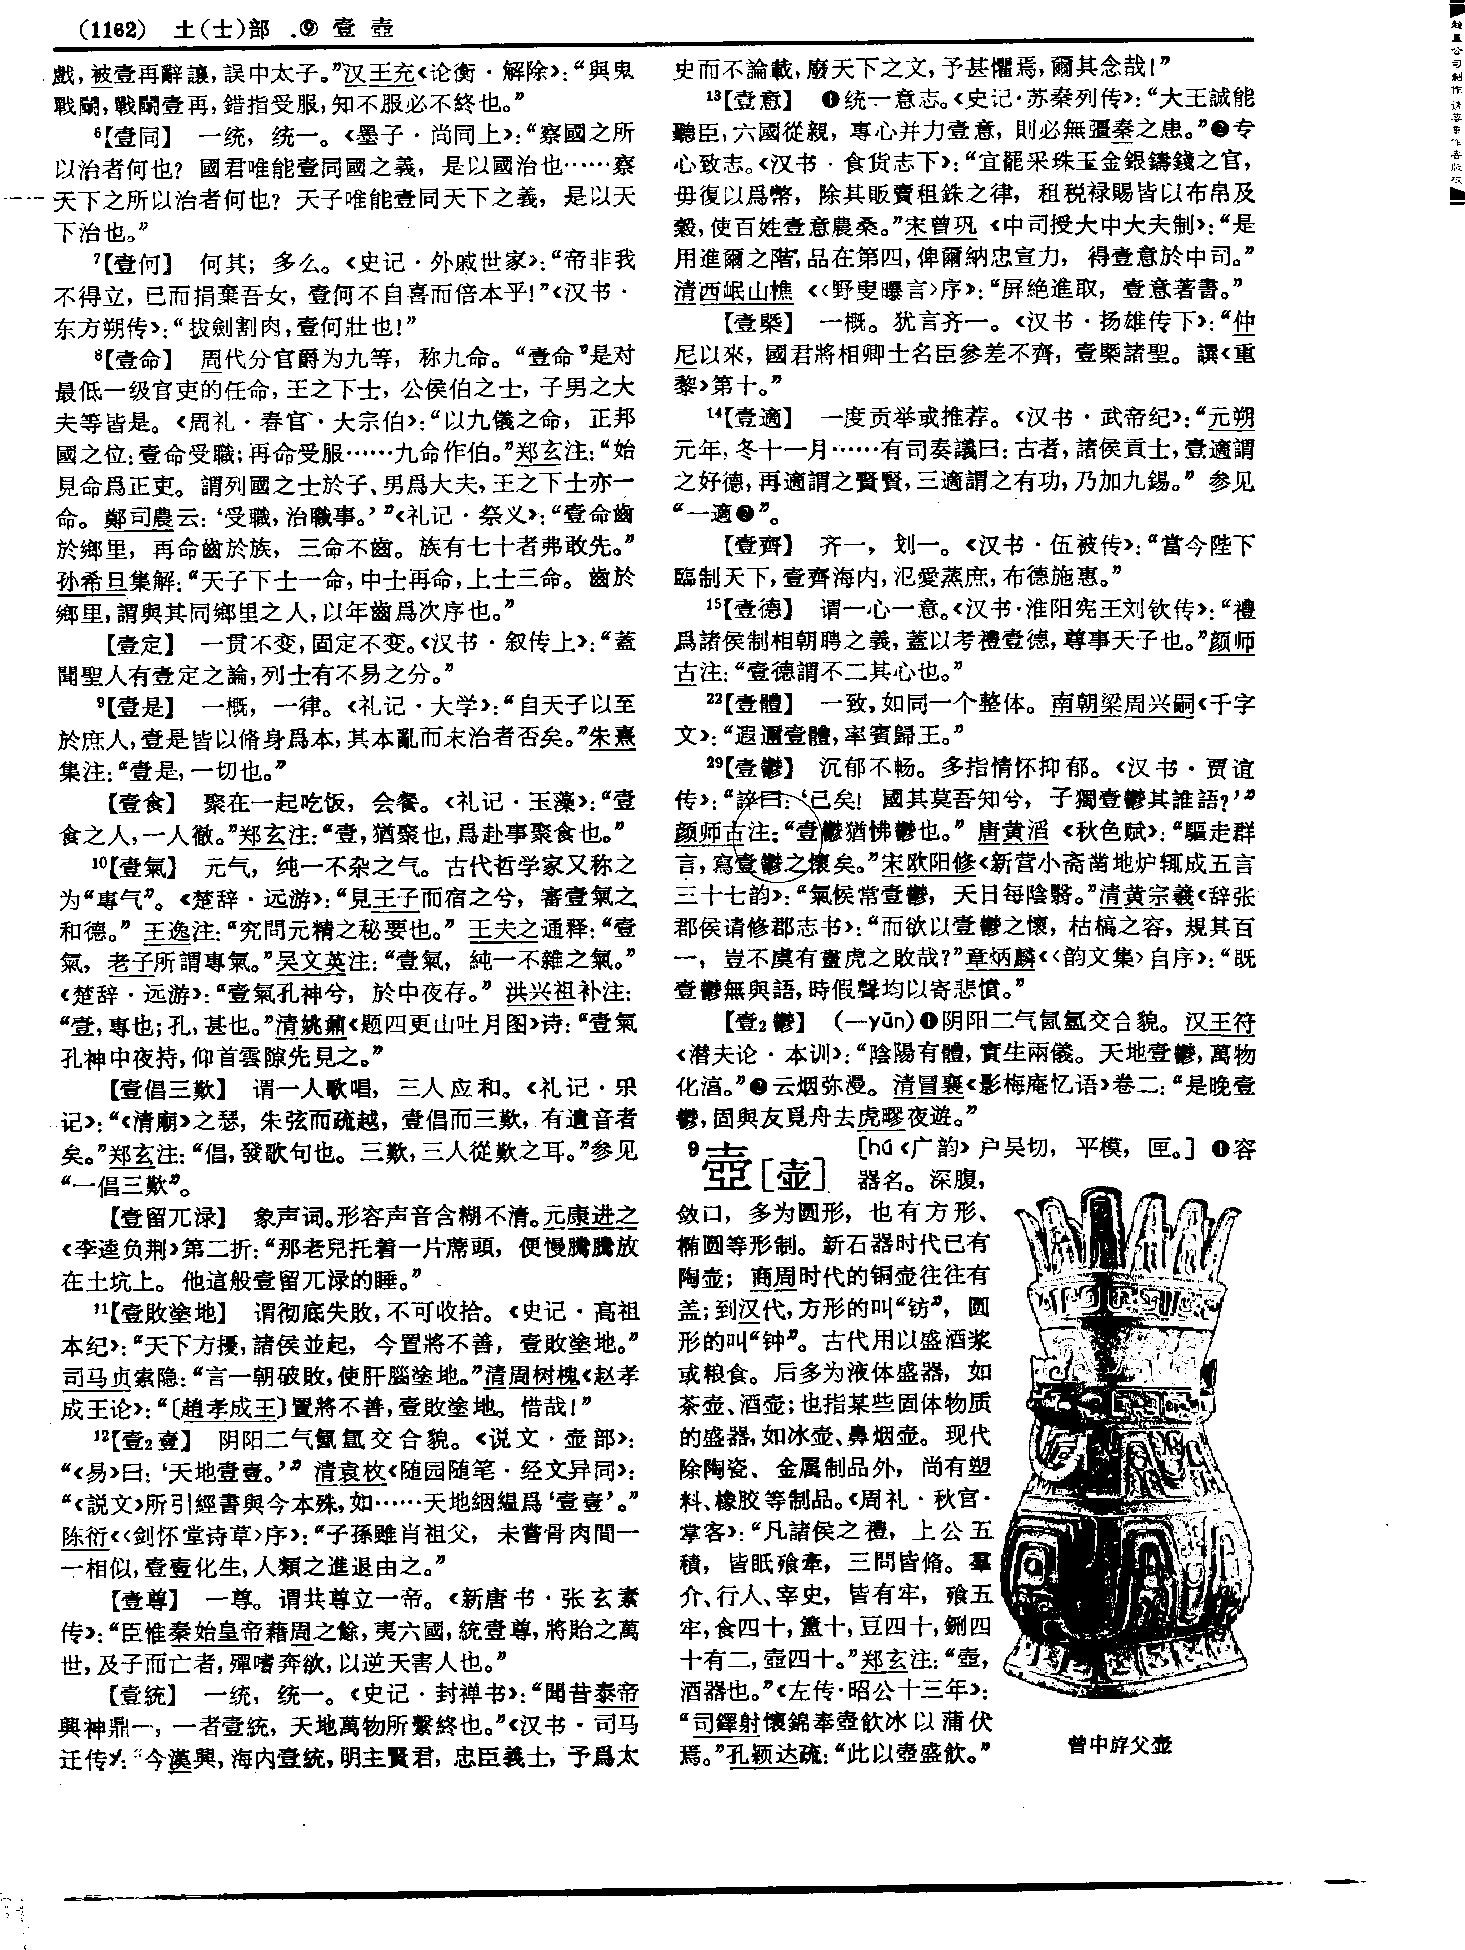 (1162) 土(士)部 .⑨ 壹 壺
戲,被壹再辭讓,誤中太子。”汉王充《论衡·解除》:“與鬼
戰鬭,戰鬭壹再,錯指受服,知不服必不終也。”
6【壹同】 一统,统一。《墨子·尚同上》:“察國之所
以治者何也?國君唯能壹同國之義,是以國治也……察
天下之所以治者何也?天子唯能壹同天下之義,是以天
下治也。”
7【壹何】 何其;多么。《史记·外戚世家》:“帝非我
不得立,已而捐棄吾女,壹何不自喜而倍本乎!”《汉书·
东方朔传》:“拔劍割肉,壹何壯也!”
8【壹命】 周代分官爵为九等,称九命。“壹命”是对
最低一级官吏的任命,王之下士,公侯伯之士,子男之大
夫等皆是。《周礼·春官·大宗伯》:“以九儀之命,正邦
國之位:壹命受職;再命受服……九命作伯。”郑玄注:“始
見命爲正吏。謂列國之士於子、男爲大夫,王之下士亦一
命。鄭司農云:‘受職,治職事。’”《礼记·祭义》:“壹命齒
於鄉里,再命齒於族,三命不齒。族有七十者弗敢先。”
孙希旦集解:“天子下士一命,中士再命,上士三命。齒於
鄉里,謂與其同鄉里之人,以年齒爲次序也。”
【壹定】 一贯不变,固定不变。《汉书·叙传上》:“蓋
聞聖人有壹定之論,列士有不易之分。”
9【壹是】 一概,一律。《礼记·大学》:“自天子以至
於庶人,壹是皆以脩身爲本,其本亂而末治者否矣。”朱熹
集注:“壹是,一切也。”
【壹食】 聚在一起吃饭,会餐。《礼记·玉藻》:“壹
食之人,一人徹。”郑玄注:“壹,猶聚也,爲赴事聚食也。”
10【壹氣】 元气,纯一不杂之气。古代哲学家又称之
为“專气”。《楚辞·远游》:“見王子而宿之兮,審壹氣之
和德。”王逸注:“究問元精之秘要也。”王夫之通释:“壹
氣,老子所謂專氣。”吴文英注:“壹氣,純一不雜之氣。”
《楚辞·远游》:“壹氣孔神兮,於中夜存。”洪兴祖补注:
“壹,專也;孔,甚也。”清姚鼐《题四更山吐月图》诗:“壹氣
孔神中夜持,仰首雲隙先見之。”
【壹倡三歎】 谓一人歌唱,三人应和。《礼记·乐
记》:“《清廟》之瑟,朱弦而疏越,壹倡而三歎,有遺音者
矣。”郑玄注:“倡,發歌句也。三歎,三人從歎之耳。”参见
“一倡三歎”。
【壹留兀渌】 象声词。形容声音含糊不清。元康进之
《李逵负荆》第二折:“那老兒托着一片蓆頭,便慢騰騰放
在土坑上。他這般壹留兀渌的睡。”
11【壹敗塗地】 谓彻底失败,不可收拾。《史记·高祖
本纪》:“天下方擾,諸侯並起,今置將不善,壹敗塗地。”
司马贞索隐:“言一朝破敗,使肝腦塗地。”清周树槐《赵孝
成王论》:“〔趙孝成王〕置將不善,壹敗塗地。惜哉!”
12【壹2壹】 阴阳二气氤氲交合貌。《说文·壶部》:
“《易》曰:‘天地壹壹。’”清袁枚《随园随笔·经文异同》:
“《説文》所引經書與今本殊,如……天地絪縕爲‘壹壹’。”
陈衍《〈剑怀堂诗草〉序》:“子孫雖肖祖父,未嘗骨肉間一
一相似,壹壹化生,人類之進退由之。”
【壹尊】 一尊。谓共尊立一帝。《新唐书·张玄素
传》:“臣惟秦始皇帝藉周之餘,夷六國,統壹尊,將貽之萬
世,及子而亡者,殫嗜奔欲,以逆天害人也。”
【壹統】 一统,统一。《史记·封禅书》:“聞昔泰帝
興神鼎一,一者壹統,天地萬物所繫終也。”《汉书·司马
迁传》:“今漢興,海内壹統,明主賢君,忠臣義士,予爲太
史而不論載,廢天下之文,予甚懼焉,爾其念哉!”
13【壹意】 ❶统一意志。《史记·苏秦列传》:“大王誠能
聽臣,六國從親,專心并力壹意,則必無彊秦之患。”❷专
心致志。《汉书·食货志下》:“宜罷采珠玉金銀鑄錢之官,
毋復以爲幣,除其販賣租銖之律,租税禄賜皆以布帛及
穀,使百姓壹意農桑。”宋曾巩《中司授大中大夫制》:“是
用進爾之階,品在第四,俾爾納忠宣力,得壹意於中司。”
清西岷山樵《〈野叟曝言〉序》:“屏絶進取,壹意著書。”
【壹槩】 一概。犹言齐一。《汉书·扬雄传下》:“仲
尼以來,國君將相卿士名臣參差不齊,壹槩諸聖。譔《重
黎》第十。”
14【壹適】 一度贡举或推荐。《汉书·武帝纪》:“元朔
元年,冬十一月……有司奏議曰:古者,諸侯貢士,壹適謂
之好德,再適謂之賢賢,三適謂之有功,乃加九錫。”参见
“一適❷”。
【壹齊】 齐一,划一。《汉书·伍被传》:“當今陛下
臨制天下,壹齊海内,氾愛蒸庶,布德施惠。”
15【壹德】 谓一心一意。《汉书·淮阳宪王刘钦传》:“禮
爲諸侯制相朝聘之義,蓋以考禮壹德,尊事天子也。”颜师
古注:“壹德謂不二其心也。”
22【壹體】 一致,如同一个整体。南朝梁周兴嗣《千字
文》:“遐邇壹體,率賓歸王。”
29【壹鬱】 沉郁不畅。多指情怀抑郁。《汉书·贾谊
传》:“誶曰:‘已矣!國其莫吾知兮,子獨壹鬱其誰語?’”
颜师古注:“壹鬱猶怫鬱也。”唐黄滔《秋色赋》:“驅走群
言,寫壹鬱之懷矣。”宋欧阳修《新营小斋凿地炉辄成五言
三十七韵》:“氣候常壹鬱,天日每陰翳。”清黄宗羲《辞张
郡侯请修郡志书》:“而欲以壹鬱之懷,枯槁之容,規其百
一,豈不虞有畫虎之敗哉?”章炳麟《〈韵文集〉自序》:“既
壹鬱無與語,時假聲均以寄悲憤。”
【壹2鬱】 (—yūn)❶阴阳二气氤氲交合貌。汉王符
《潜夫论·本训》:“陰陽有體,實生兩儀。天地壹鬱,萬物
化淳。”❷云烟弥漫。清冒襄《影梅庵忆语》卷二:“是晚壹
鬱,固與友覓舟去虎疁夜遊。”
9 壺[壶] [hú《广韵》户吴切,平模,匣。] ❶容
器名。深腹,
敛口,多为圆形,也有方形、
椭圆等形制。新石器时代已有
陶壶;商周时代的铜壶往往有
盖;到汉代,方形的叫“钫”,圆
形的叫“钟”。古代用以盛酒浆
或粮食。后多为液体盛器,如
茶壶、酒壶;也指某些固体物质
的盛器,如冰壶、鼻烟壶。现代
除陶瓷、金属制品外,尚有塑
料、橡胶等制品。《周礼·秋官·
掌客》:“凡諸侯之禮,上公五
積,皆眡飧牽,三問皆脩。羣
介、行人、宰史,皆有牢,飧五
牢,食四十,簠十,豆四十,鉶四
十有二,壺四十。”郑玄注:“壺,
酒器也。”《左传·昭公十三年》:
“司鐸射懷錦奉壺飲冰以蒲伏
焉。”孔颖达疏:“此以壺盛飲。”
曾中斿父壶